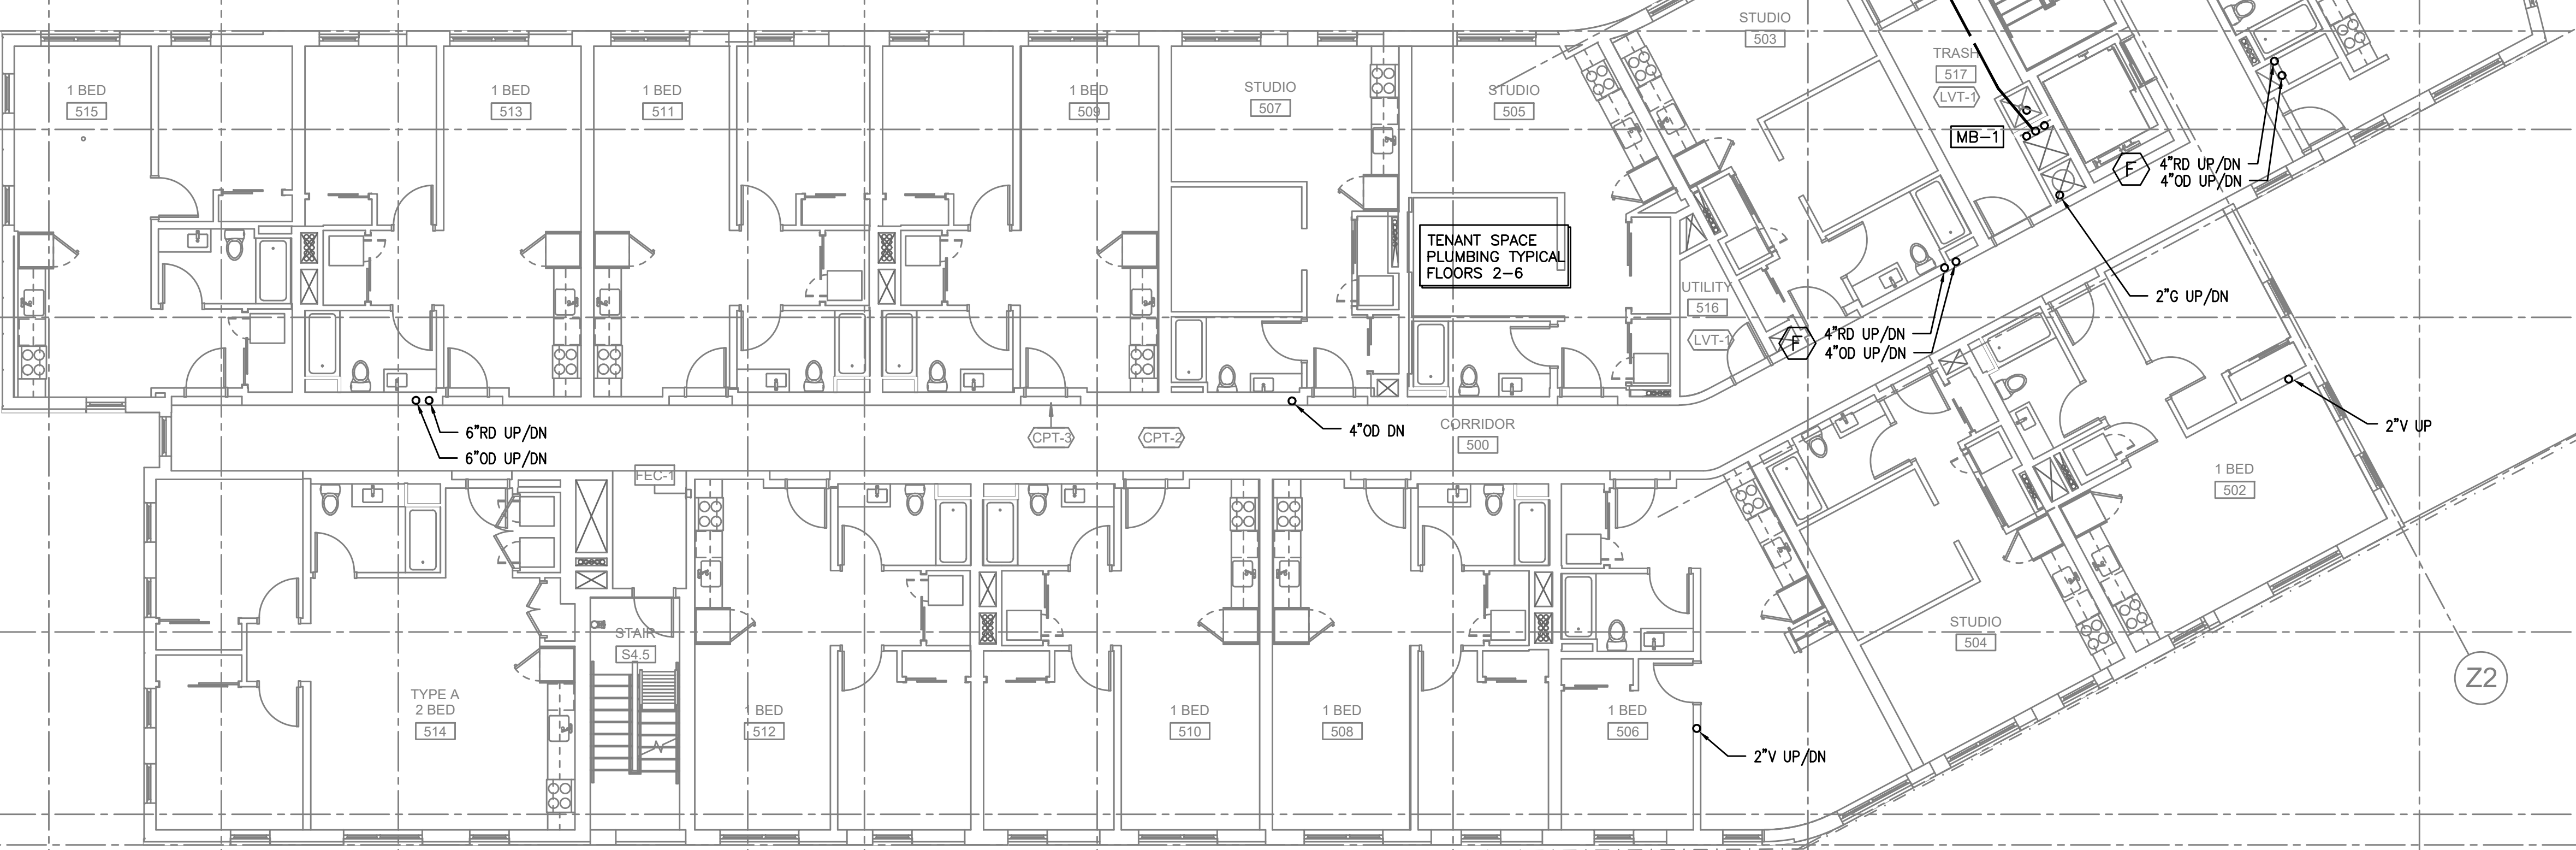 STUDIO
503
TRASH
517
LVT-1
MB-1
1 BED
515
1 BED
513
1 BED
511
1 BED
509
STUDIO
507
STUDIO
505
F
4"RD UP/DN
4"OD UP/DN
TENANT SPACE
PLUMBING TYPICAL
FLOORS 2-6
UTILITY
516
LVT-1
F
4"RD UP/DN
4"OD UP/DN
2"G UP/DN
6"RD UP/DN
6"OD UP/DN
CPT-3
CPT-2
4"OD DN
CORRIDOR
500
2"V UP
FEC-1
1 BED
502
STAIR
S4.5
STUDIO
504
TYPE A
2 BED
514
1 BED
512
1 BED
510
1 BED
508
1 BED
506
2"V UP/DN
Z2